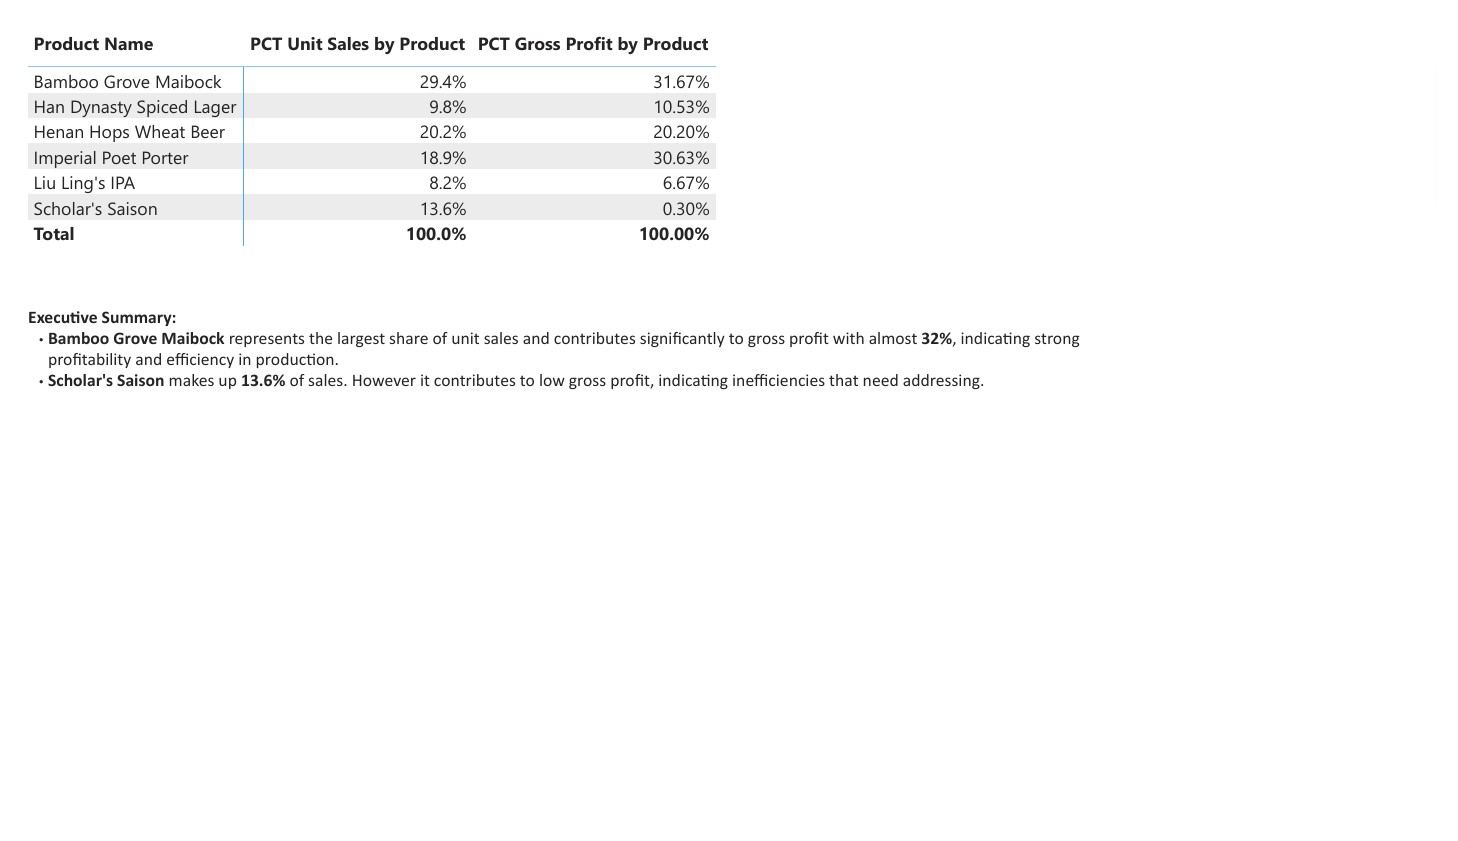 Product Name PCT Unit Sales by Product PCT Gross Profit by Product
Bamboo Grove Maibock 29.4% 31.67%
Han Dynasty Spiced Lager 9.8% 10.53%
Henan Hops Wheat Beer 20.2% 20.20%
Imperial Poet Porter 18.9% 30.63%
Liu Ling's IPA 8.2% 6.67%
Scholar's Saison 13.6% 0.30%
Total 100.0% 100.00%
Executive Summary:
• Bamboo Grove Maibock represents the largest share of unit sales and contributes significantly to gross profit with almost 32%, indicating strong
profitability and efficiency in production.
• Scholar's Saison makes up 13.6% of sales. However it contributes to low gross profit, indicating inefficiencies that need addressing.